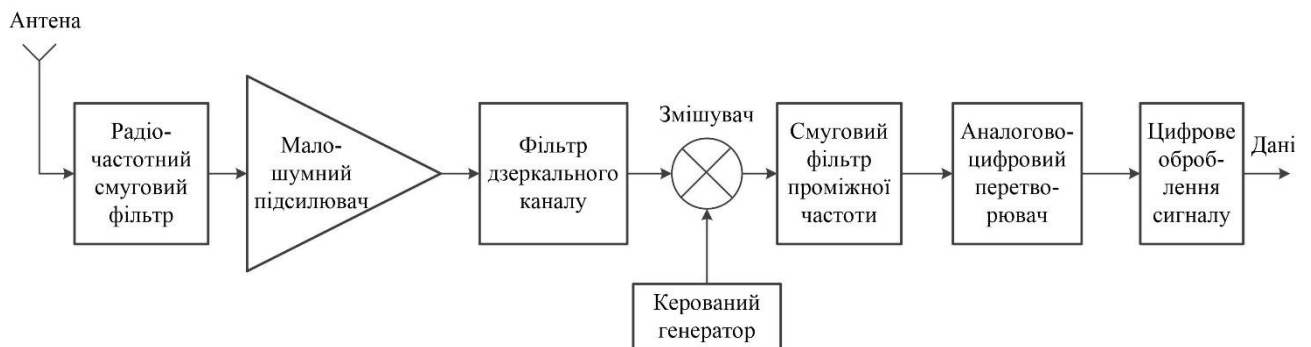 Антена
Радіо-
частотний
смуговий
фільтр
Мало-
шумний
підсилювач
Фільтр
дзеркального
каналу
Змішувач
Керований
генератор
Смуговий
фільтр
проміжної
частоти
Аналогово-
цифровий
перетво-
рювач
Цифрове
оброб-
лення
сигналу
Дані